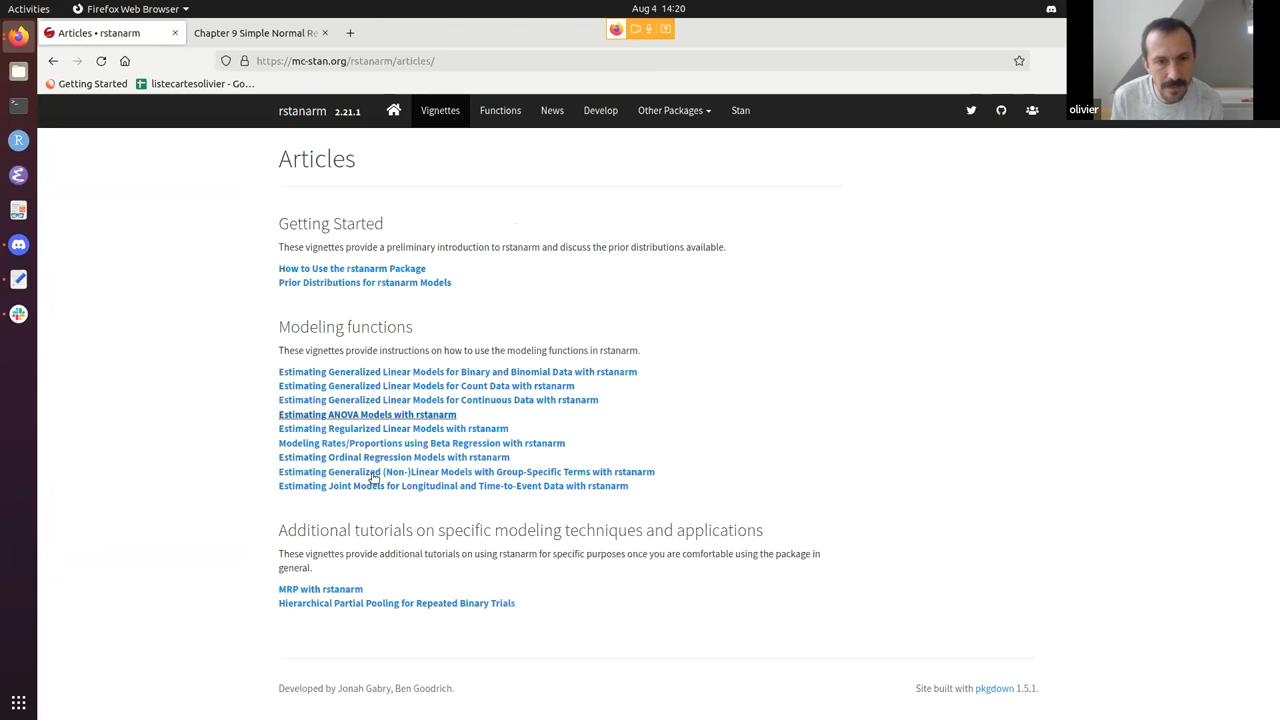 Activities
Firefox Web Browser
Aug 4 14:20
Articles • rstanarm
Chapter 9 Simple Normal Re
https://mc-stan.org/rstanarm/articles/
Getting Started
listecartesolivier - Go…
olivier
rstanarm 2.21.1
Vignettes
Functions
News
Develop
Other Packages
Stan
Articles
Getting Started
These vignettes provide a preliminary introduction to rstanarm and discuss the prior distributions available.
How to Use the rstanarm Package
Prior Distributions for rstanarm Models
Modeling functions
These vignettes provide instructions on how to use the modeling functions in rstanarm.
Estimating Generalized Linear Models for Binary and Binomial Data with rstanarm
Estimating Generalized Linear Models for Count Data with rstanarm
Estimating Generalized Linear Models for Continuous Data with rstanarm
Estimating ANOVA Models with rstanarm
Estimating Regularized Linear Models with rstanarm
Modeling Rates/Proportions using Beta Regression with rstanarm
Estimating Ordinal Regression Models with rstanarm
Estimating Generalized (Non-)Linear Models with Group-Specific Terms with rstanarm
Estimating Joint Models for Longitudinal and Time-to-Event Data with rstanarm
Additional tutorials on specific modeling techniques and applications
These vignettes provide additional tutorials on using rstanarm for specific purposes once you are comfortable using the package in
general.
MRP with rstanarm
Hierarchical Partial Pooling for Repeated Binary Trials
Developed by Jonah Gabry, Ben Goodrich.
Site built with pkgdown 1.5.1.